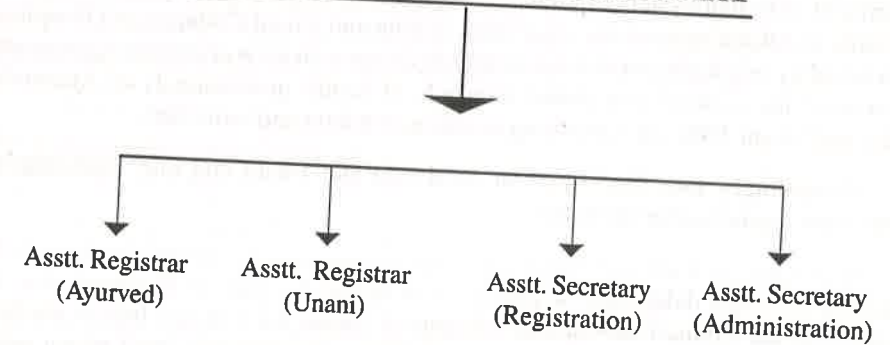 Asstt. Registrar
(Ayurved)
Asstt. Registrar
(Unani)
Asstt. Secretary
(Registration)
Asstt. Secretary
(Administration)